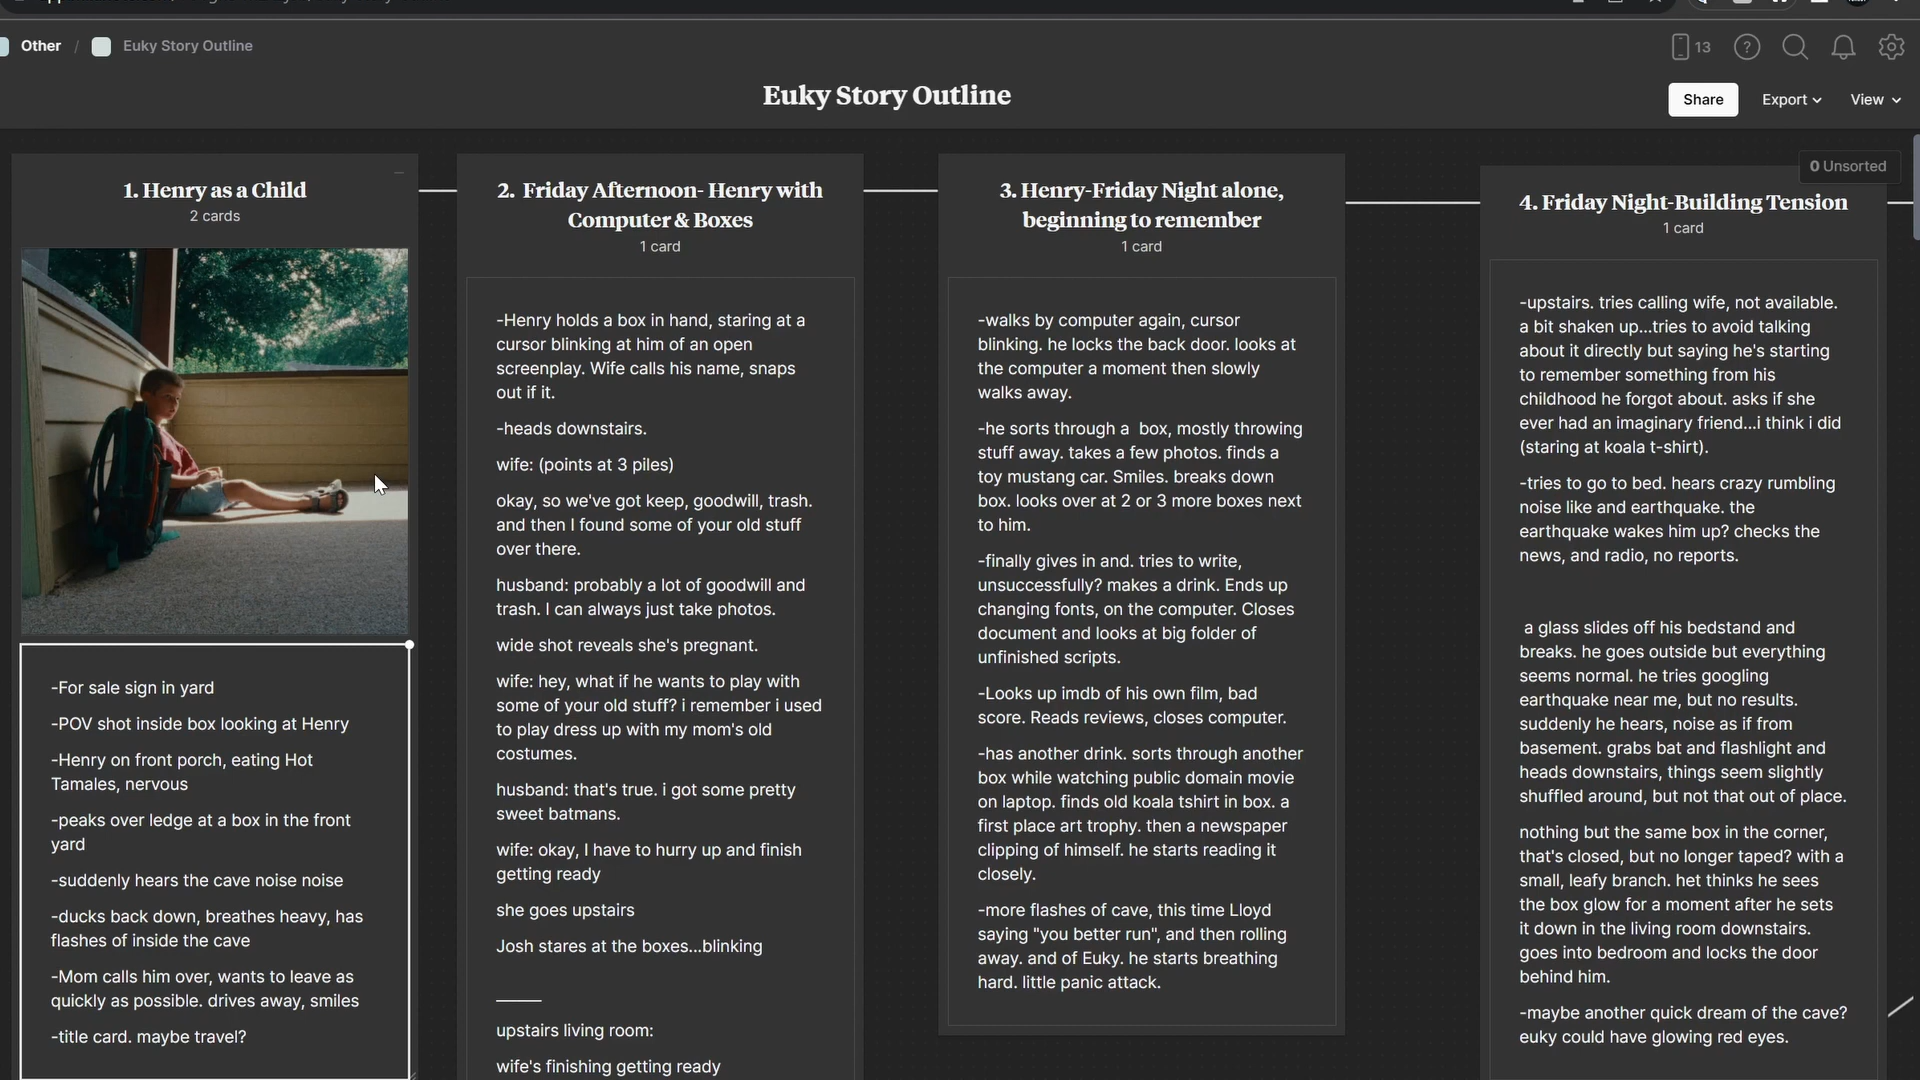 Other / Euky Story Outline
13
Euky Story Outline
Share
Export
View
0 Unsorted
1. Henry as a Child
2 cards
-For sale sign in yard
-POV shot inside box looking at Henry
-Henry on front porch, eating Hot
Tamales, nervous
-peaks over ledge at a box in the front
yard
-suddenly hears the cave noise noise
-ducks back down, breathes heavy, has
flashes of inside the cave
-Mom calls him over, wants to leave as
quickly as possible. drives away, smiles
-title card. maybe travel?
2. Friday Afternoon- Henry with
Computer & Boxes
1 card
-Henry holds a box in hand, staring at a
cursor blinking at him of an open
screenplay. Wife calls his name, snaps
out if it.
-heads downstairs.
wife: (points at 3 piles)
okay, so we've got keep, goodwill, trash.
and then I found some of your old stuff
over there.
husband: probably a lot of goodwill and
trash. I can always just take photos.
wide shot reveals she's pregnant.
wife: hey, what if he wants to play with
some of your old stuff? i remember i used
to play dress up with my mom's old
costumes.
husband: that's true. i got some pretty
sweet batmans.
wife: okay, I have to hurry up and finish
getting ready
she goes upstairs
Josh stares at the boxes...blinking
_____
upstairs living room:
wife's finishing getting ready
3. Henry-Friday Night alone,
beginning to remember
1 card
-walks by computer again, cursor
blinking. he locks the back door. looks at
the computer a moment then slowly
walks away.
-he sorts through a box, mostly throwing
stuff away. takes a few photos. finds a
toy mustang car. Smiles. breaks down
box. looks over at 2 or 3 more boxes next
to him.
-finally gives in and. tries to write,
unsuccessfully? makes a drink. Ends up
changing fonts, on the computer. Closes
document and looks at big folder of
unfinished scripts.
-Looks up imdb of his own film, bad
score. Reads reviews, closes computer.
-has another drink. sorts through another
box while watching public domain movie
on laptop. finds old koala tshirt in box. a
first place art trophy. then a newspaper
clipping of himself. he starts reading it
closely.
-more flashes of cave, this time Lloyd
saying "you better run", and then rolling
away. and of Euky. he starts breathing
hard. little panic attack.
4. Friday Night-Building Tension
1 card
-upstairs. tries calling wife, not available.
a bit shaken up...tries to avoid talking
about it directly but saying he's starting
to remember something from his
childhood he forgot about. asks if she
ever had an imaginary friend...i think i did
(staring at koala t-shirt).
-tries to go to bed. hears crazy rumbling
noise like and earthquake. the
earthquake wakes him up? checks the
news, and radio, no reports.
a glass slides off his bedstand and
breaks. he goes outside but everything
seems normal. he tries googling
earthquake near me, but no results.
suddenly he hears, noise as if from
basement. grabs bat and flashlight and
heads downstairs, things seem slightly
shuffled around, but not that out of place.
nothing but the same box in the corner,
that's closed, but no longer taped? with a
small, leafy branch. het thinks he sees
the box glow for a moment after he sets
it down in the living room downstairs.
goes into bedroom and locks the door
behind him.
-maybe another quick dream of the cave?
euky could have glowing red eyes.